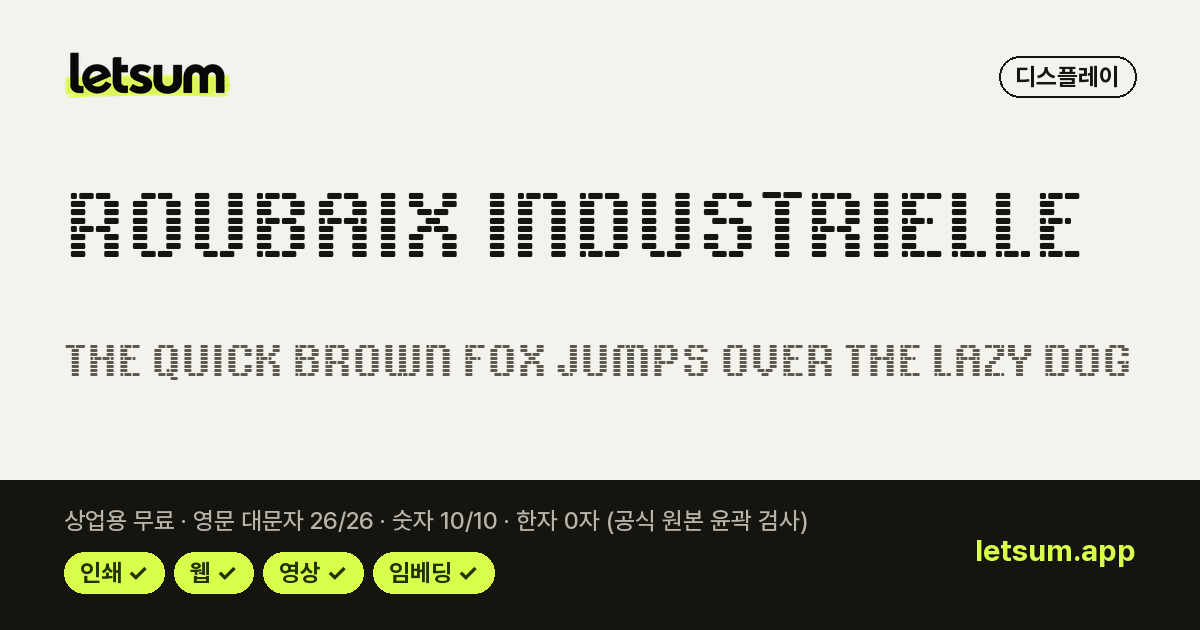 letsum
디스플레이
ROUBAIX INDUSTRIELLE
THE QUICK BROWN FOX JUMPS OVER THE LAZY DOG
상업용 무료 · 영문 대문자 26/26 · 숫자 10/10 · 한자 0자 (공식 원본 윤곽 검사)
인쇄 ✓ 웹 ✓ 영상 ✓ 임베딩 ✓
letsum.app